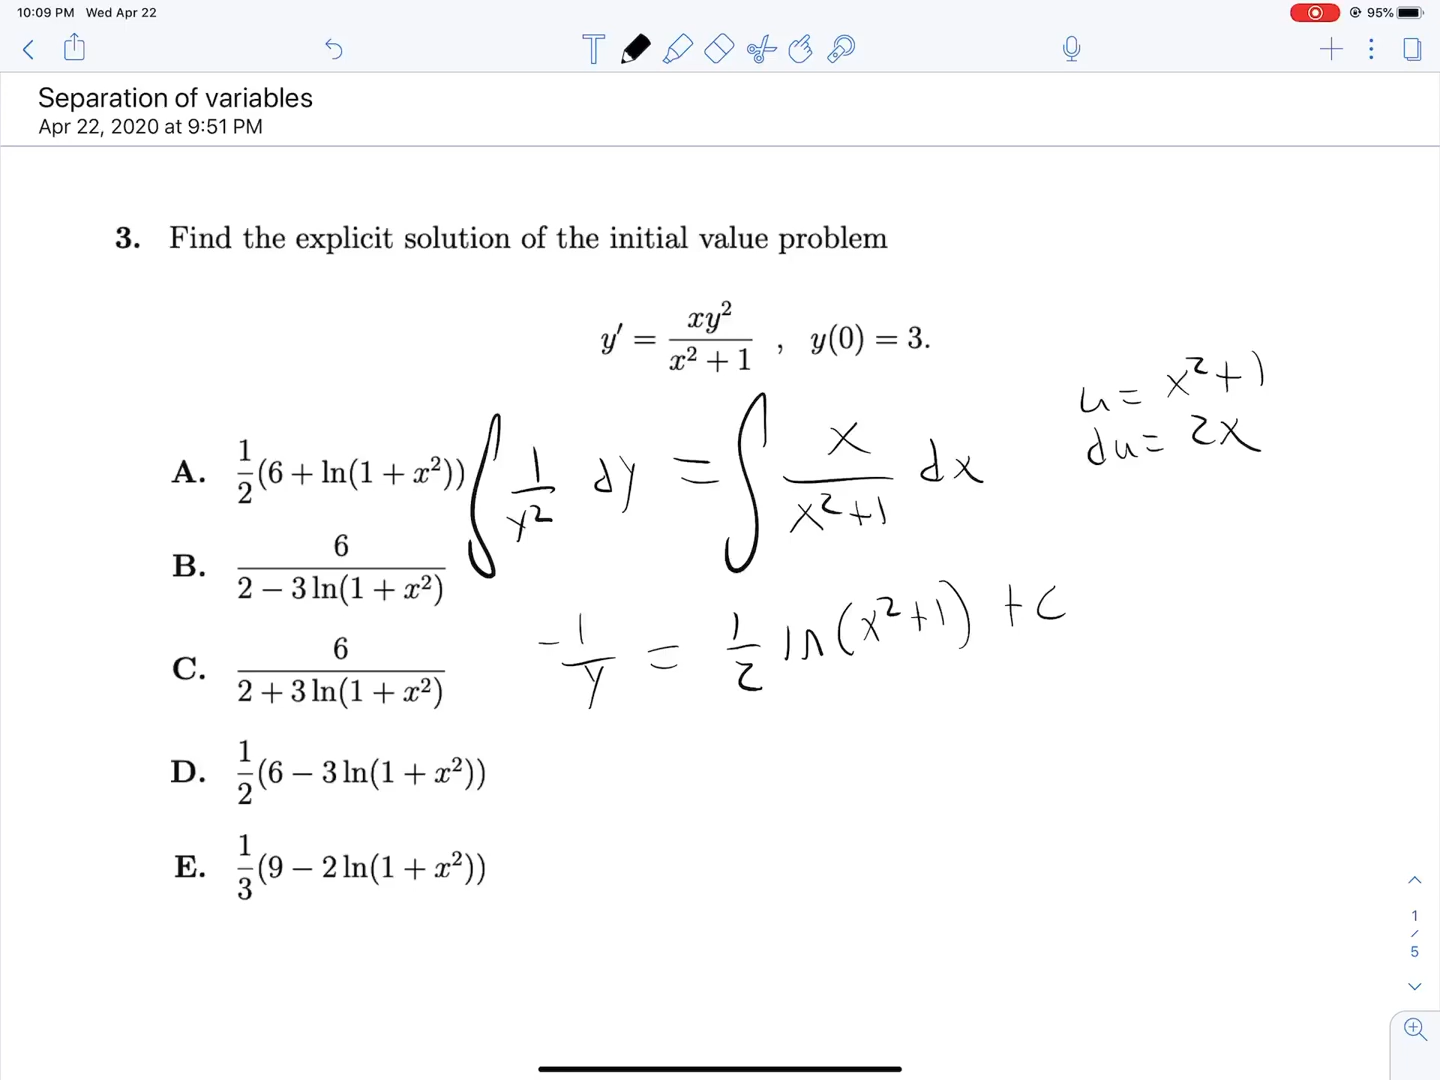 10:09 PM Wed Apr 22 95%
Separation of variables
Apr 22, 2020 at 9:51 PM
3. Find the explicit solution of the initial value problem
y′ = xy²/(x² + 1) , y(0) = 3.
u = x²+1
du = 2x
A. 1/2(6 + ln(1 + x²))
∫ 1/y² dy = ∫ x/(x²+1) dx
B. 6/(2 − 3 ln(1 + x²))
-1/y = 1/2 ln(x²+1) + C
C. 6/(2 + 3 ln(1 + x²))
D. 1/2(6 − 3 ln(1 + x²))
E. 1/3(9 − 2 ln(1 + x²))
1
/
5